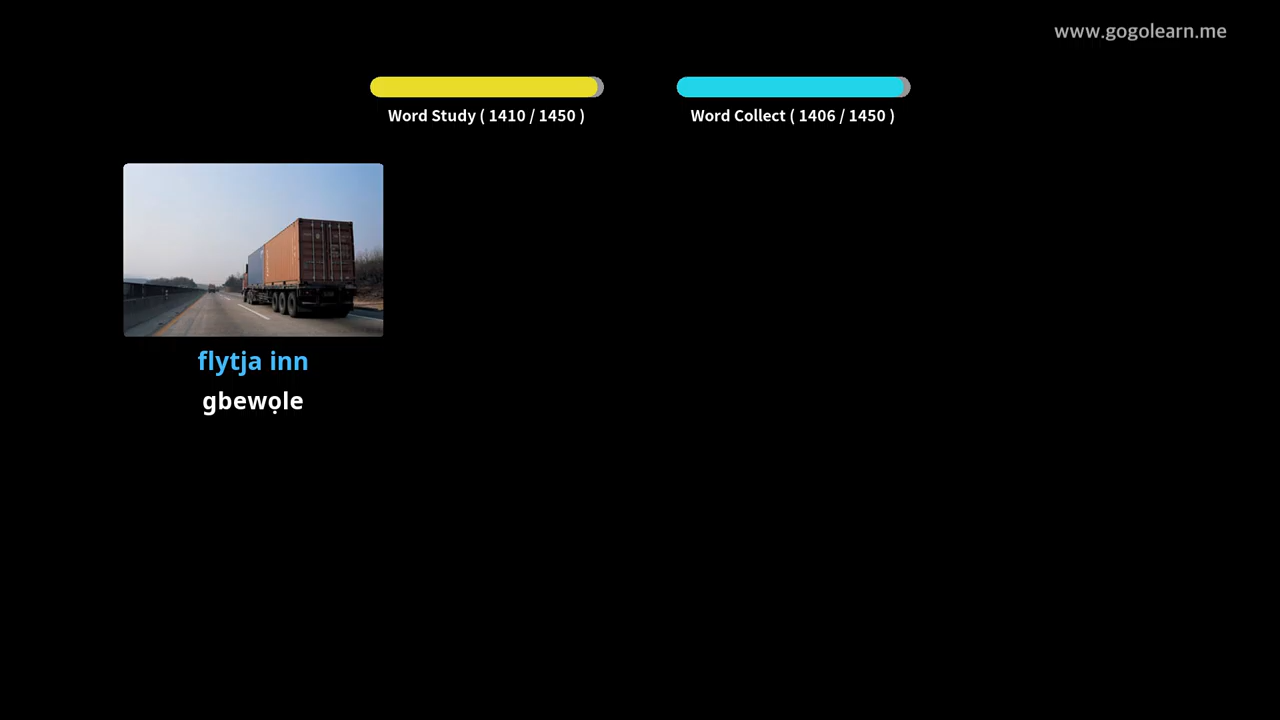 www.gogolearn.me
Word Study ( 1410 / 1450 )
Word Collect ( 1406 / 1450 )
flytja inn
gbewọle